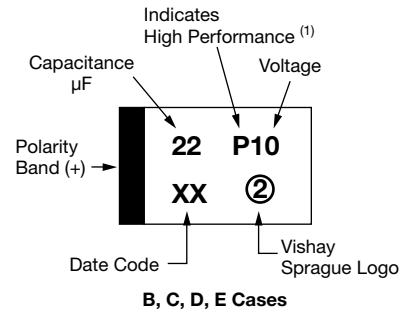 Indicates
High Performance (1)
Capacitance
µF
Voltage
22 P10
Polarity
Band (+)
XX 2
Date Code
Vishay
Sprague Logo
B, C, D, E Cases